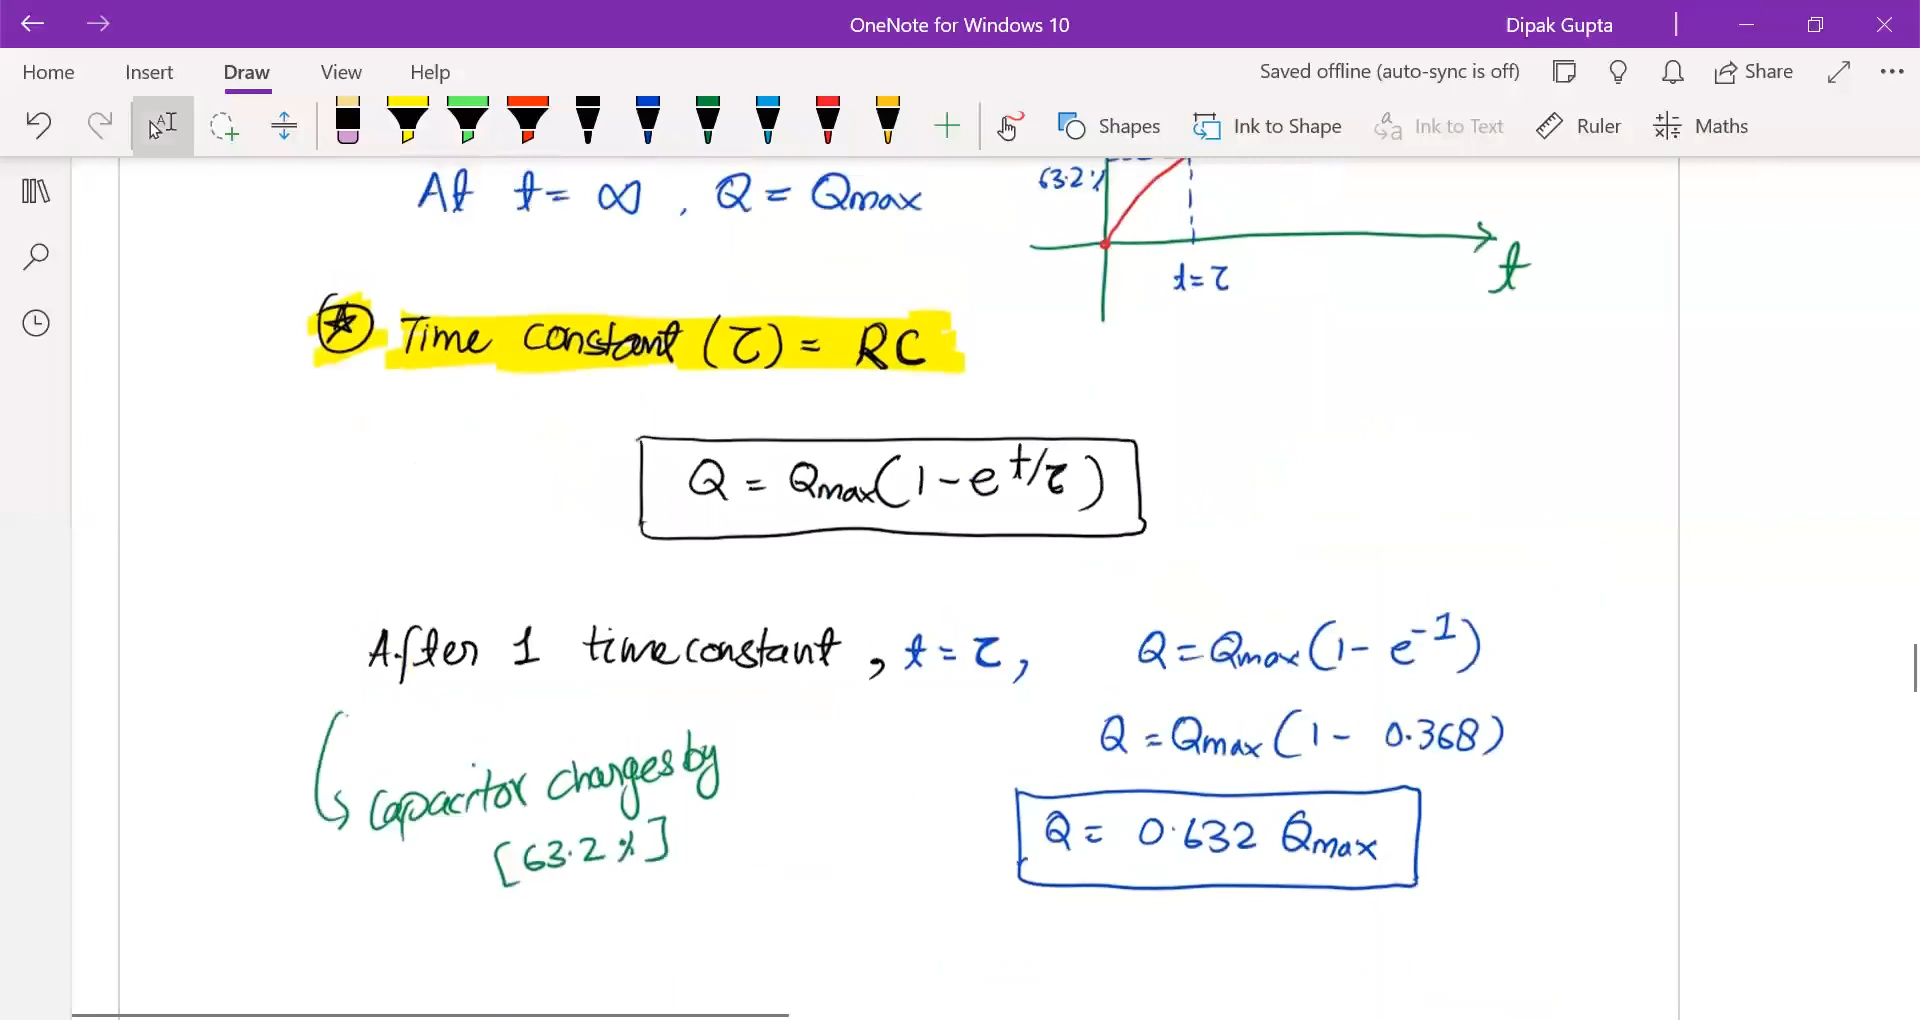 OneNote for Windows 10
Dipak Gupta
Home Insert Draw View Help
Saved offline (auto-sync is off)
Share
Shapes
Ink to Shape
Ink to Text
Ruler
Maths
At t = ∞ , Q = Qmax
63.2%
t = τ
t
Time constant (τ) = RC
Q = Qmax(1 - e^t/τ)
After 1 time constant , t = τ ,
Q = Qmax(1 - e^-1)
Q = Qmax(1 - 0.368)
capacitor charges by
[63.2%]
Q = 0.632 Qmax